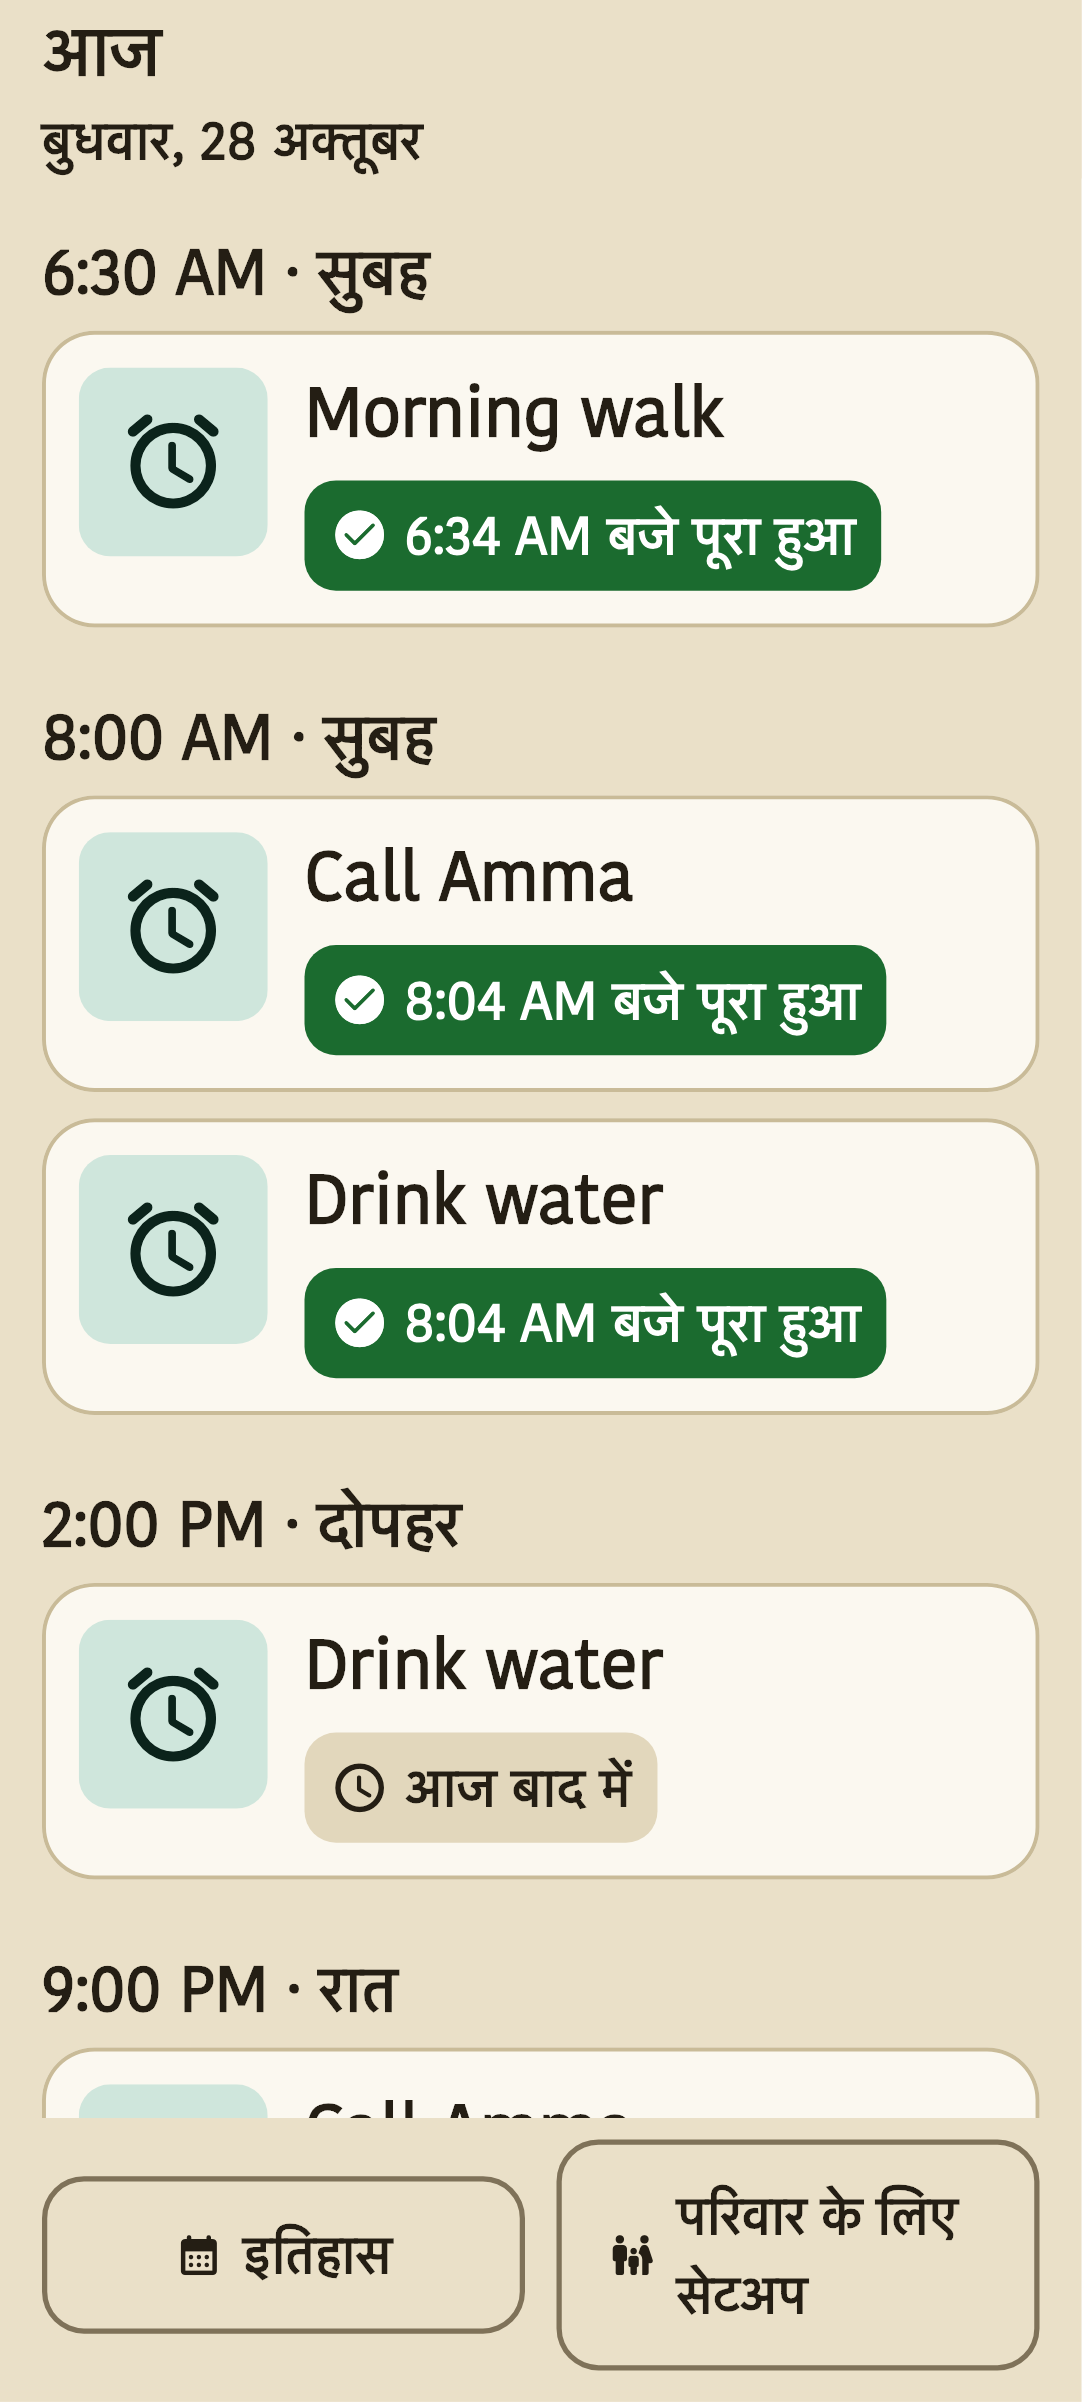 आज
बुधवार, 28 अक्तूबर
6:30 AM · सुबह
Morning walk
6:34 AM बजे पूरा हुआ
8:00 AM · सुबह
Call Amma
8:04 AM बजे पूरा हुआ
Drink water
8:04 AM बजे पूरा हुआ
2:00 PM · दोपहर
Drink water
आज बाद में
9:00 PM · रात
Call Amma
इतिहास
परिवार के लिए
सेटअप